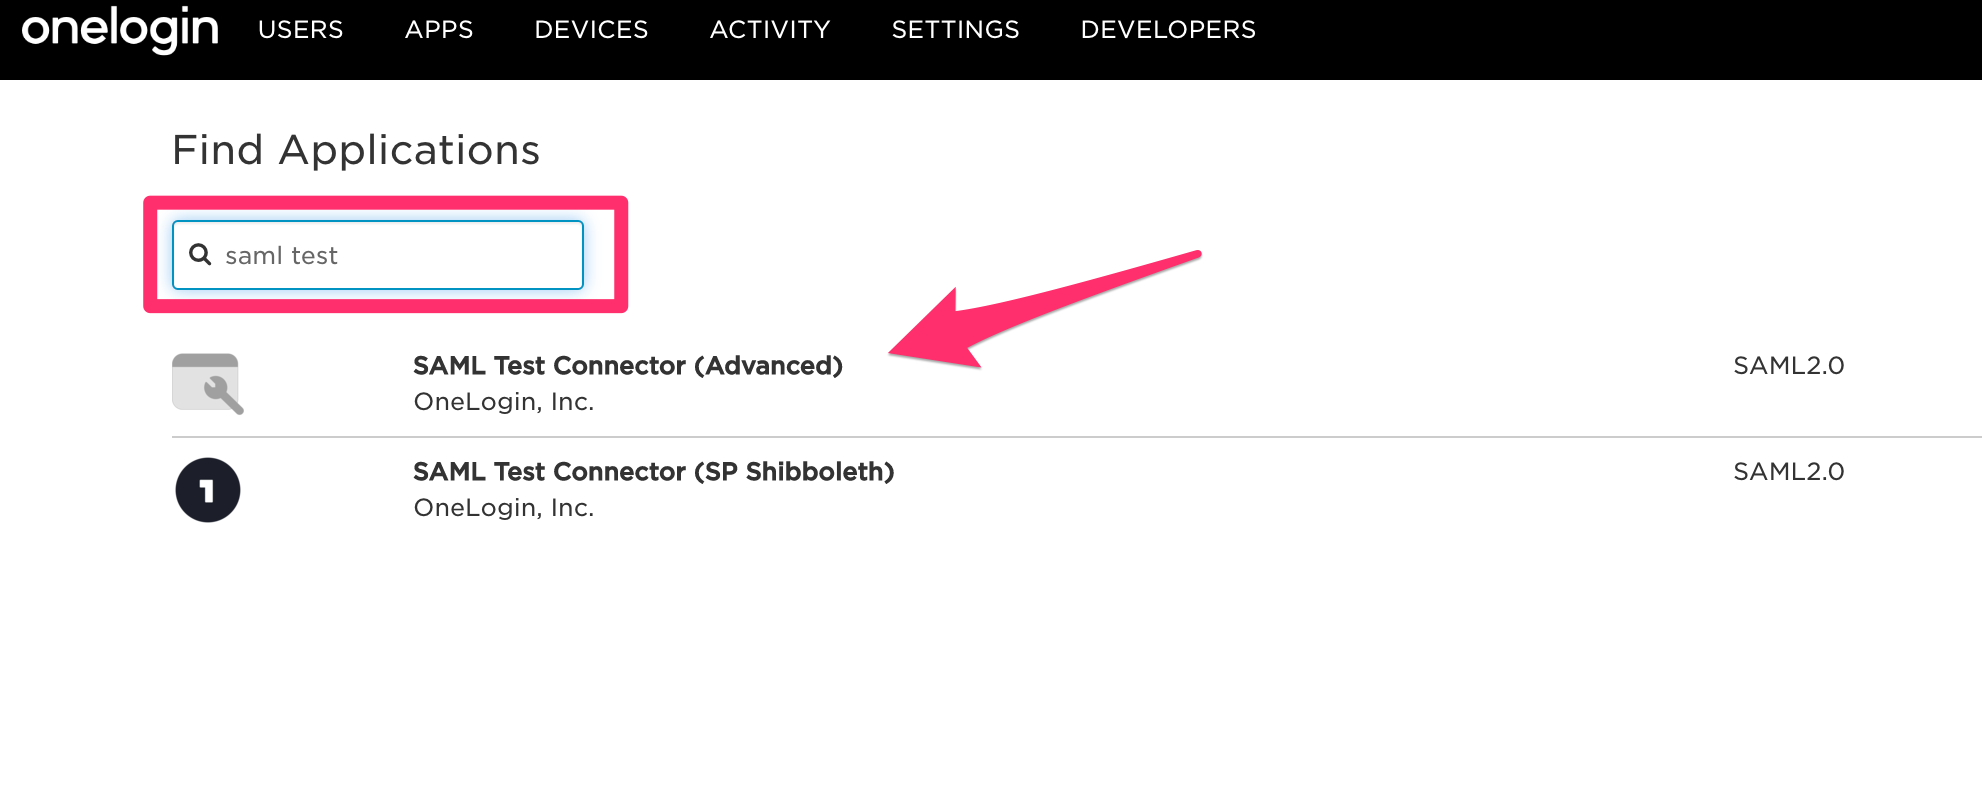 onelogin USERS APPS DEVICES ACTIVITY SETTINGS DEVELOPERS
Find Applications
saml test
SAML Test Connector (Advanced) SAML2.0
OneLogin, Inc.
1 SAML Test Connector (SP Shibboleth) SAML2.0
OneLogin, Inc.